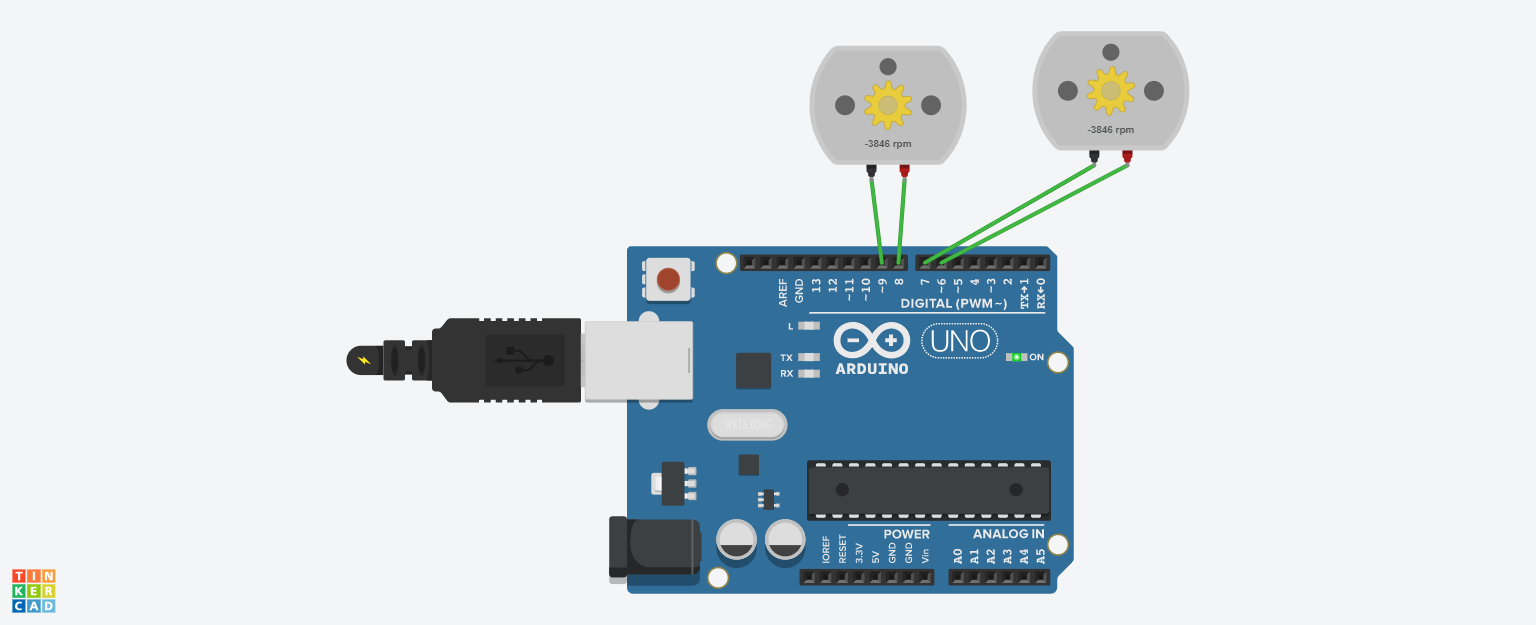 -3846 rpm
-3846 rpm
AREF
GND
13
12
~11
~10
~9
8
7
~6
~5
4
~3
2
TX→1
RX←0
DIGITAL (PWM~)
L
TX
RX
ARDUINO
UNO
ON
POWER
ANALOG IN
IOREF
RESET
3.3V
5V
GND
GND
Vin
A0
A1
A2
A3
A4
A5
TIN
KER
CAD